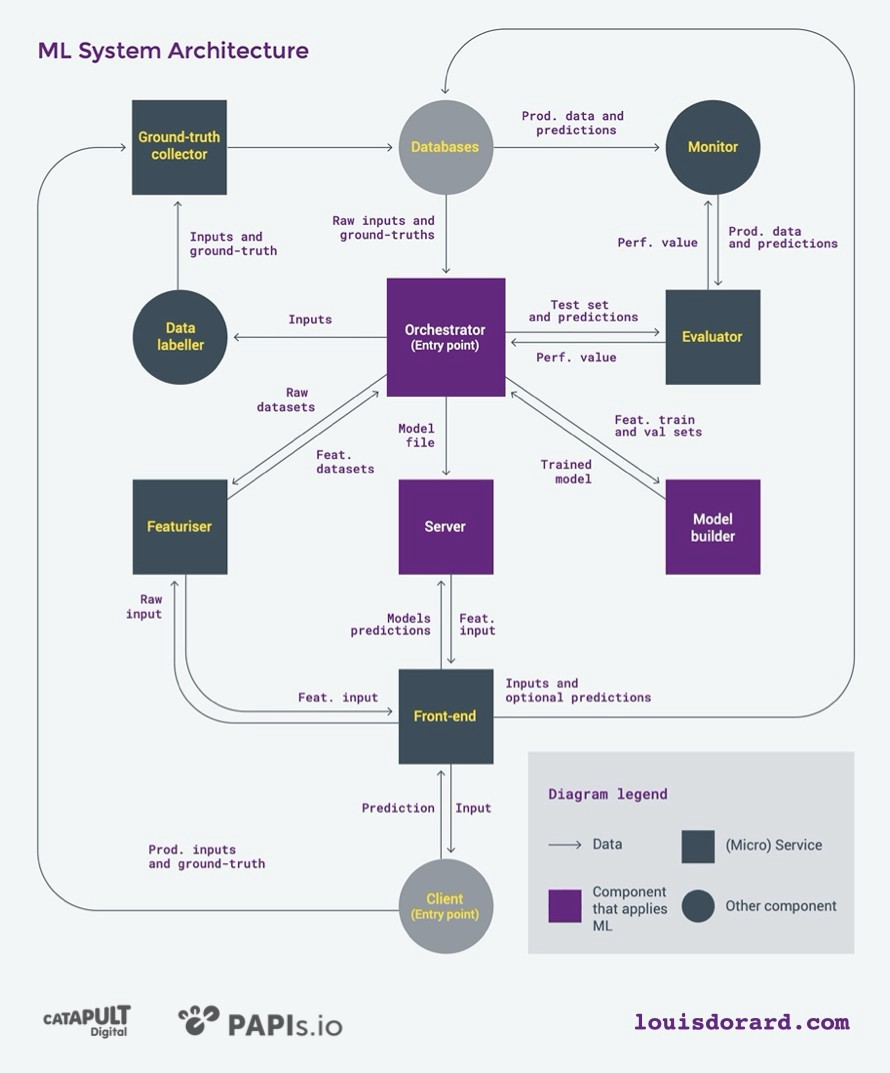 ML System Architecture
Ground-truth
collector
Databases
Prod. data and
predictions
Monitor
Inputs and
ground-truth
Raw inputs and
ground-truths
Perf. value
Prod. data
and predictions
Data
labeller
Inputs
Orchestrator
(Entry point)
Test set
and predictions
Perf. value
Evaluator
Raw
datasets
Feat.
datasets
Model
file
Feat. train
and val sets
Trained
model
Featuriser
Server
Model
builder
Raw
input
Models
predictions
Feat.
input
Feat. input
Front-end
Inputs and
optional predictions
Prediction
Input
Prod. inputs
and ground-truth
Client
(Entry point)
Diagram legend
Data
(Micro) Service
Component
that applies
ML
Other component
CATAPULT
Digital
PAPIs.io
louisdorard.com